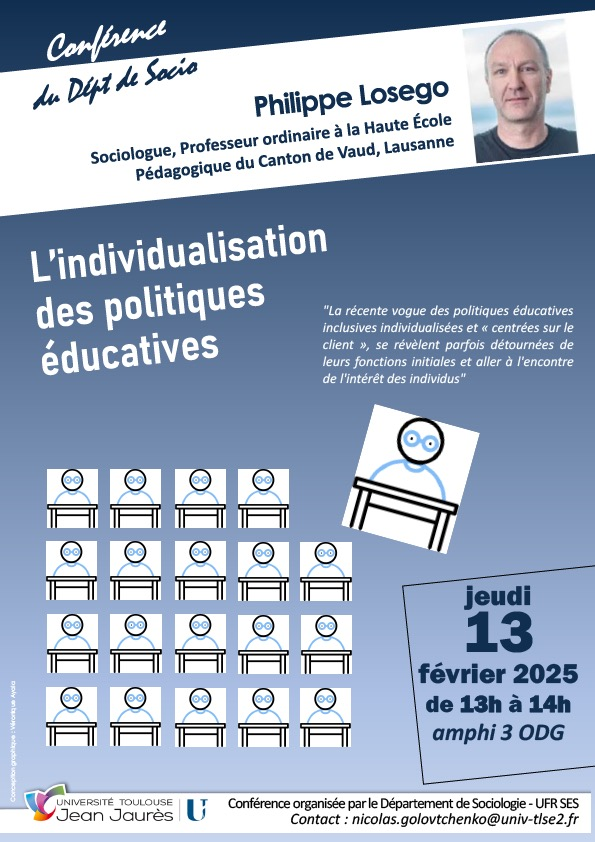 Conférence
du Dépt de Socio
Philippe Losego
Sociologue, Professeur ordinaire à la Haute École
Pédagogique du Canton de Vaud, Lausanne
L'individualisation
des politiques
éducatives
"La récente vogue des politiques éducatives
inclusives individualisées et « centrées sur le
client », se révèlent parfois détournées de
leurs fonctions initiales et aller à l'encontre
de l'intérêt des individus"
jeudi
13
février 2025
de 13h à 14h
amphi 3 ODG
Conception graphique : Véronique Ayola
UNIVERSITÉ TOULOUSE
Jean Jaurès
U
Conférence organisée par le Département de Sociologie - UFR SES
Contact : nicolas.golovtchenko@univ-tlse2.fr